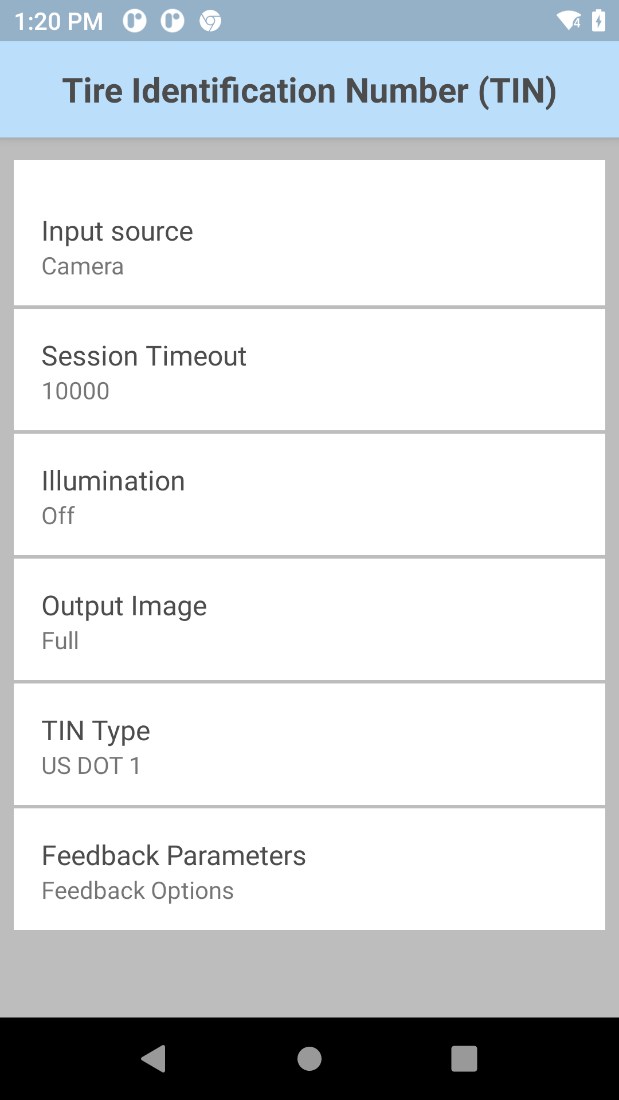 1:20 PM
Tire Identification Number (TIN)
Input source
Camera
Session Timeout
10000
Illumination
Off
Output Image
Full
TIN Type
US DOT 1
Feedback Parameters
Feedback Options